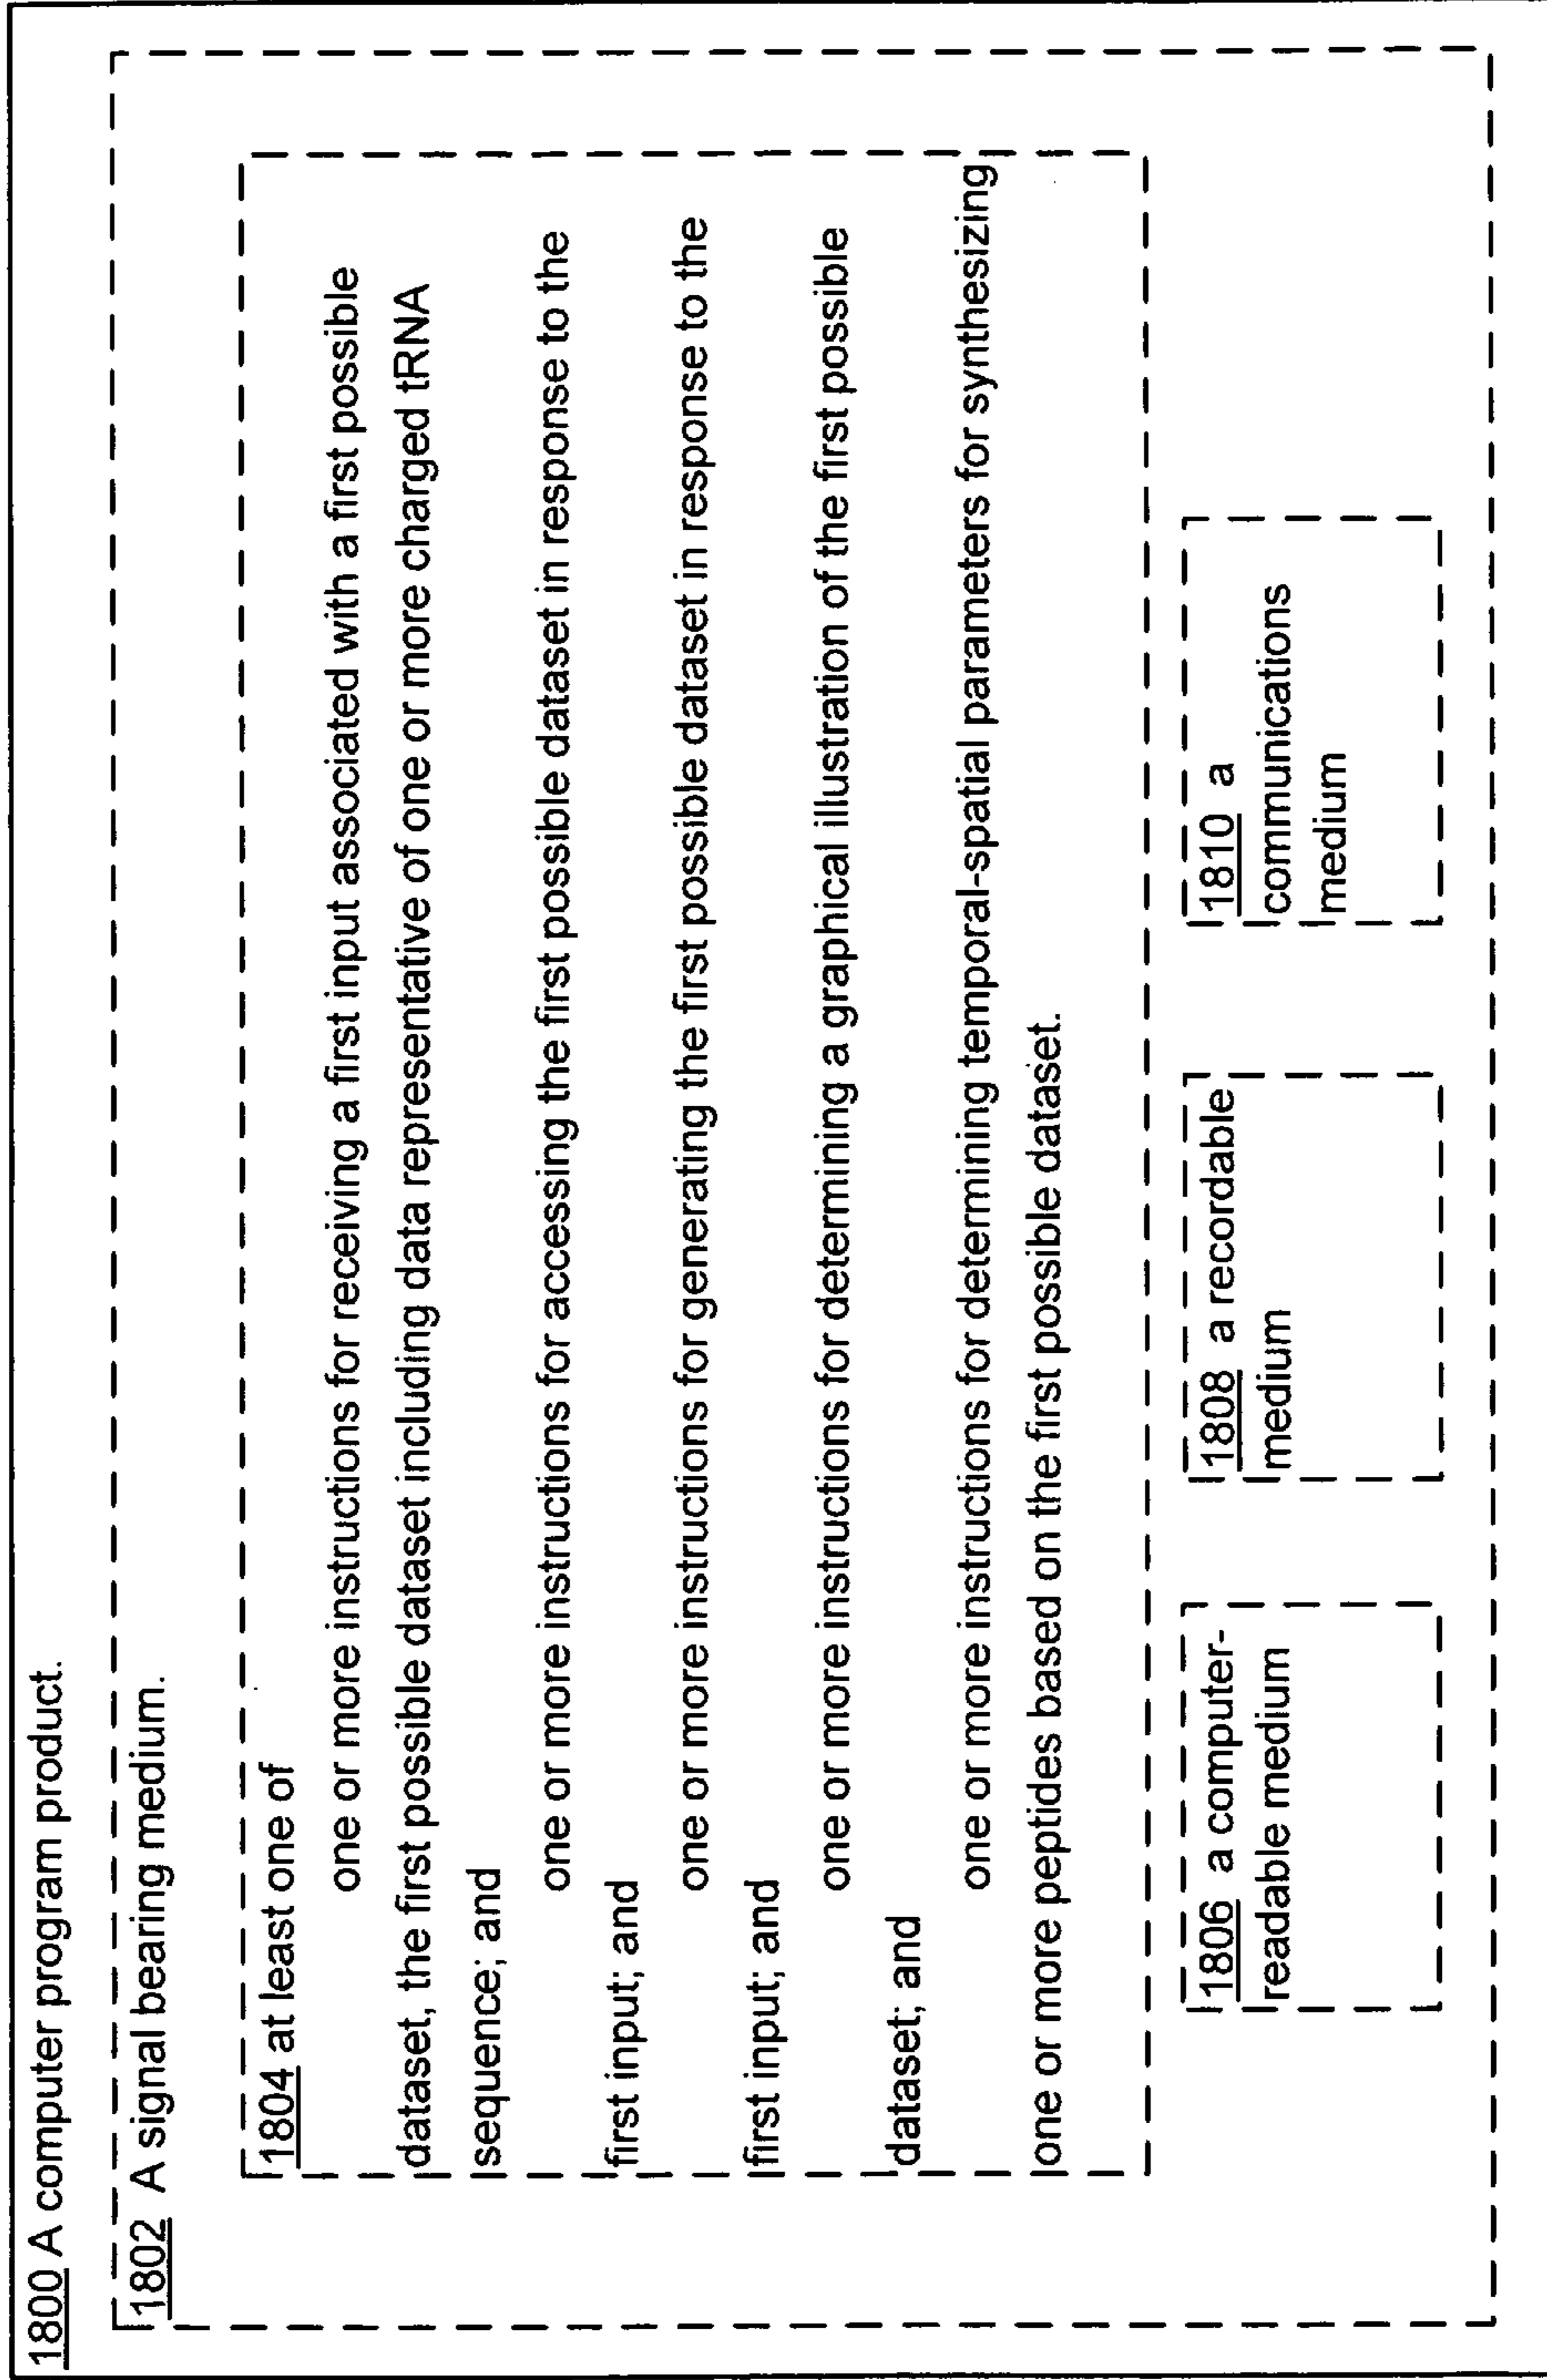 1800 A computer program product.
1802 A signal bearing medium.
1804 at least one of
one or more instructions for receiving a first input associated with a first possible
dataset, the first possible dataset including data representative of one or more charged tRNA
sequence; and
one or more instructions for accessing the first possible dataset in response to the
first input; and
one or more instructions for generating the first possible dataset in response to the
first input; and
one or more instructions for determining a graphical illustration of the first possible
dataset; and
one or more instructions for determining temporal-spatial parameters for synthesizing
one or more peptides based on the first possible dataset.
1806 a computer-
readable medium
1808 a recordable
medium
1810 a
communications
medium